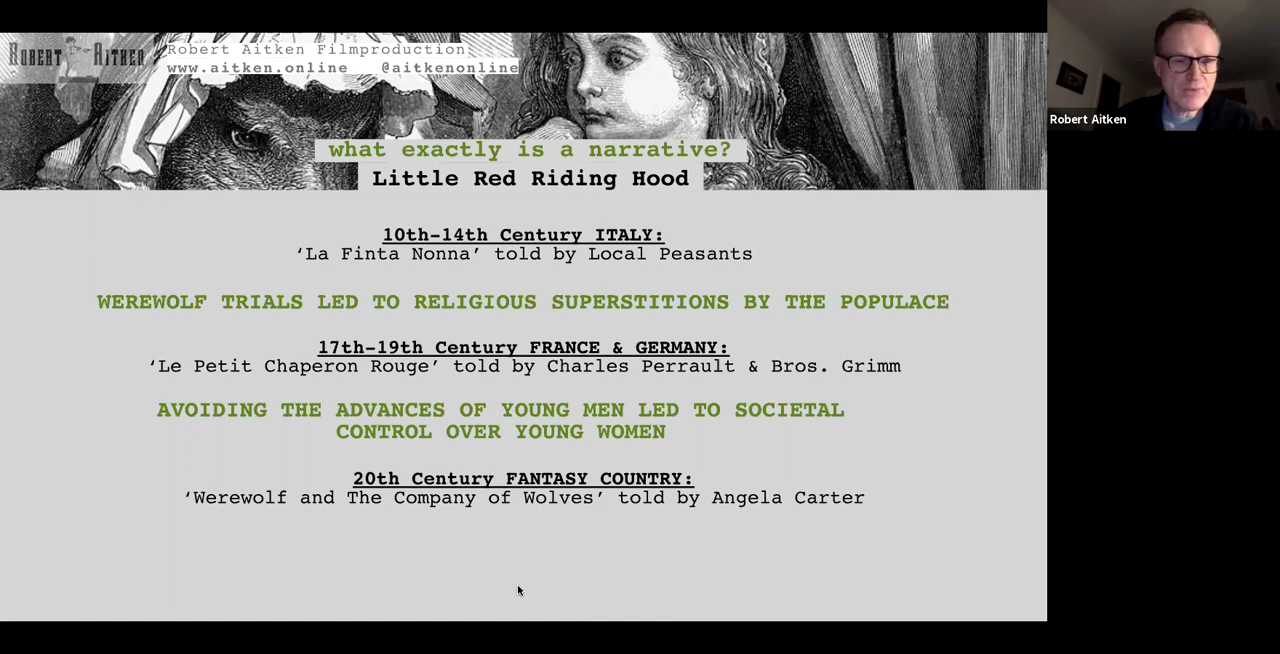 ROBERT AITKEN
Robert Aitken Filmproduction
www.aitken.online @aitkenonline
Robert Aitken
what exactly is a narrative?
Little Red Riding Hood
10th-14th Century ITALY:
‘La Finta Nonna’ told by Local Peasants
WEREWOLF TRIALS LED TO RELIGIOUS SUPERSTITIONS BY THE POPULACE
17th-19th Century FRANCE & GERMANY:
‘Le Petit Chaperon Rouge’ told by Charles Perrault & Bros. Grimm
AVOIDING THE ADVANCES OF YOUNG MEN LED TO SOCIETAL
CONTROL OVER YOUNG WOMEN
20th Century FANTASY COUNTRY:
‘Werewolf and The Company of Wolves’ told by Angela Carter